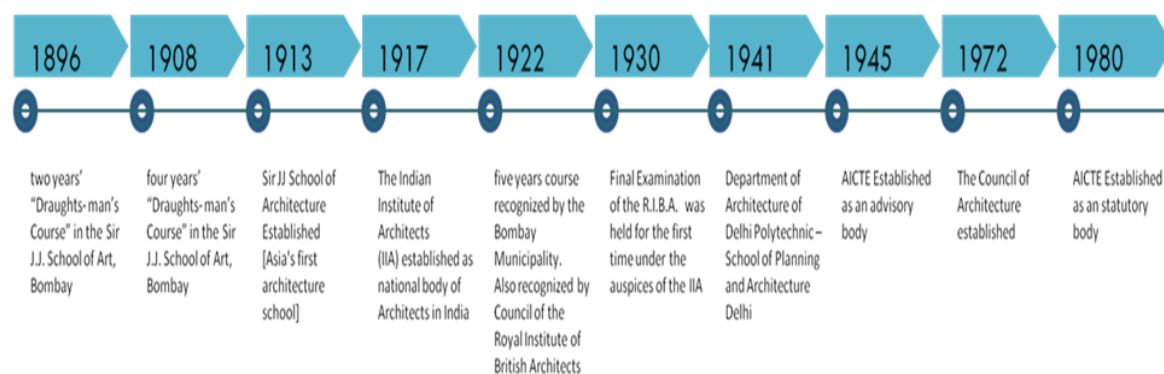 1896
1908
1913
1917
1922
1930
1941
1945
1972
1980
two years'
"Draughts- man's
Course" in the Sir
J.J. School of Art,
Bombay
four years'
"Draughts- man's
Course" in the Sir
J.J. School of Art,
Bombay
Sir JJ School of
Architecture
Established
[Asia's first
architecture
school]
The Indian
Institute of
Architects
(IIA) established as
national body of
Architects in India
five years course
recognized by the
Bombay
Municipality.
Also recognized by
Council of the
Royal Institute of
British Architects
Final Examination
of the R.I.B.A. was
held for the first
time under the
auspices of the IIA
Department of
Architecture of
Delhi Polytechnic –
School of Planning
and Architecture
Delhi
AICTE Established
as an advisory
body
The Council of
Architecture
established
AICTE Established
as an statutory
body